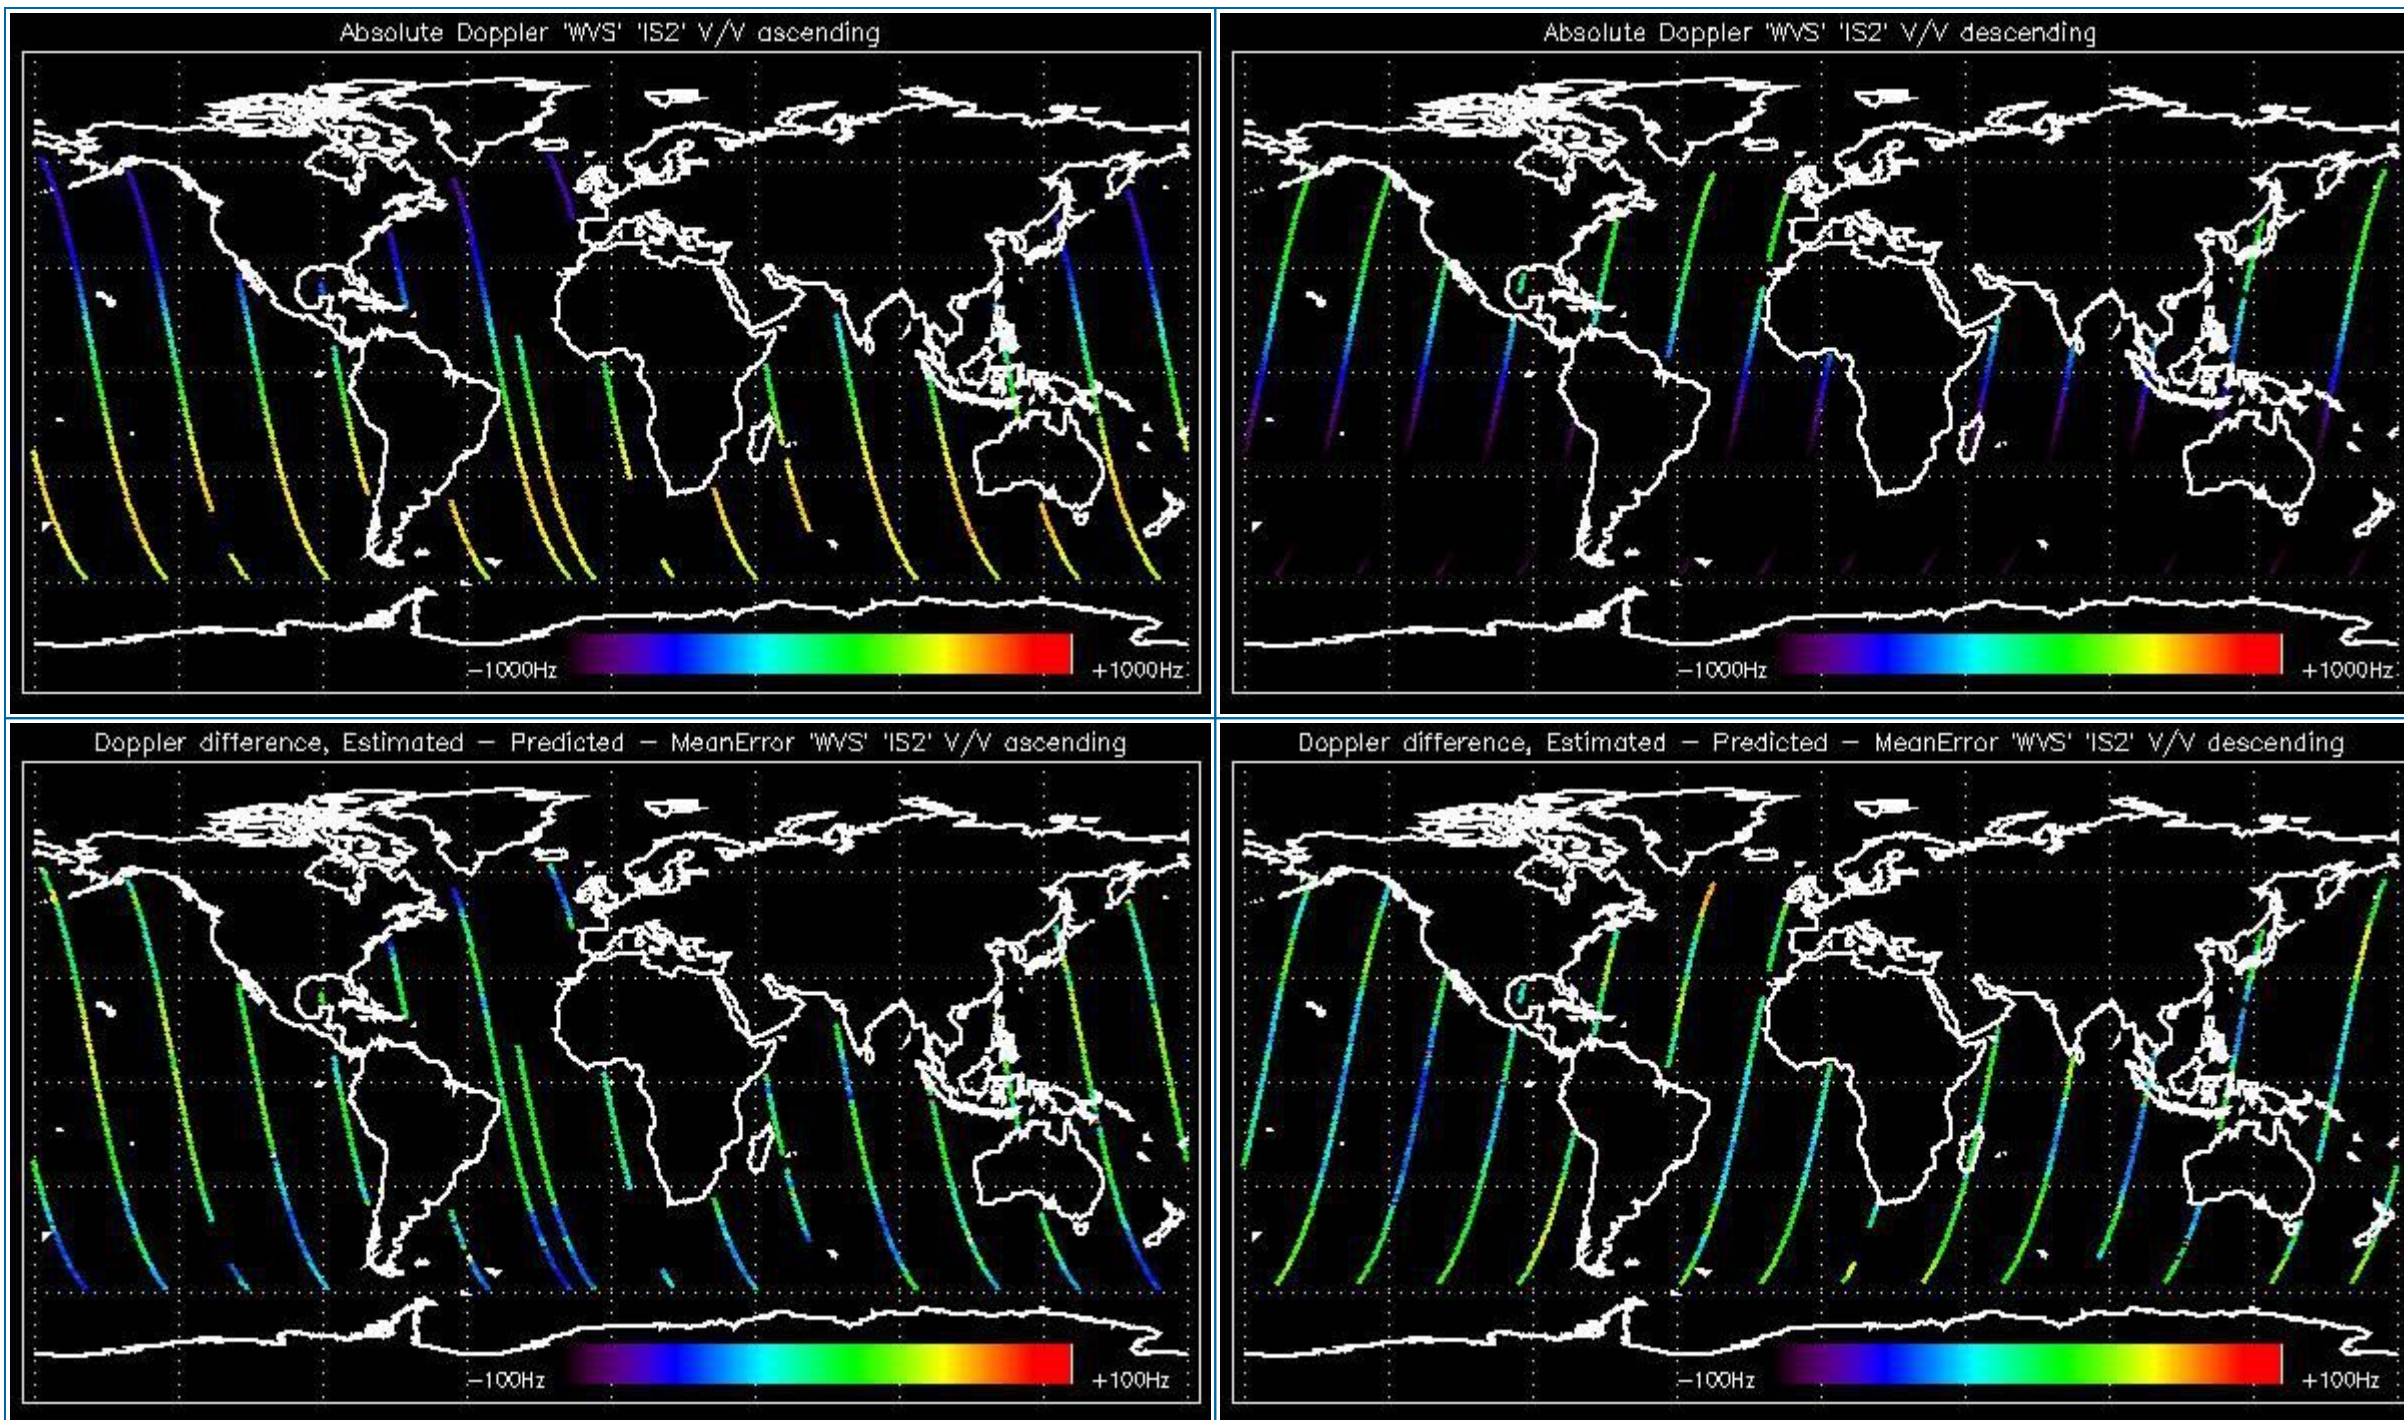 Absolute Doppler 'WVS' 'IS2' V/V ascending
-1000Hz
+1000Hz
Absolute Doppler 'WVS' 'IS2' V/V descending
-1000Hz
+1000Hz
Doppler difference, Estimated - Predicted - MeanError 'WVS' 'IS2' V/V ascending
-100Hz
+100Hz
Doppler difference, Estimated - Predicted - MeanError 'WVS' 'IS2' V/V descending
-100Hz
+100Hz